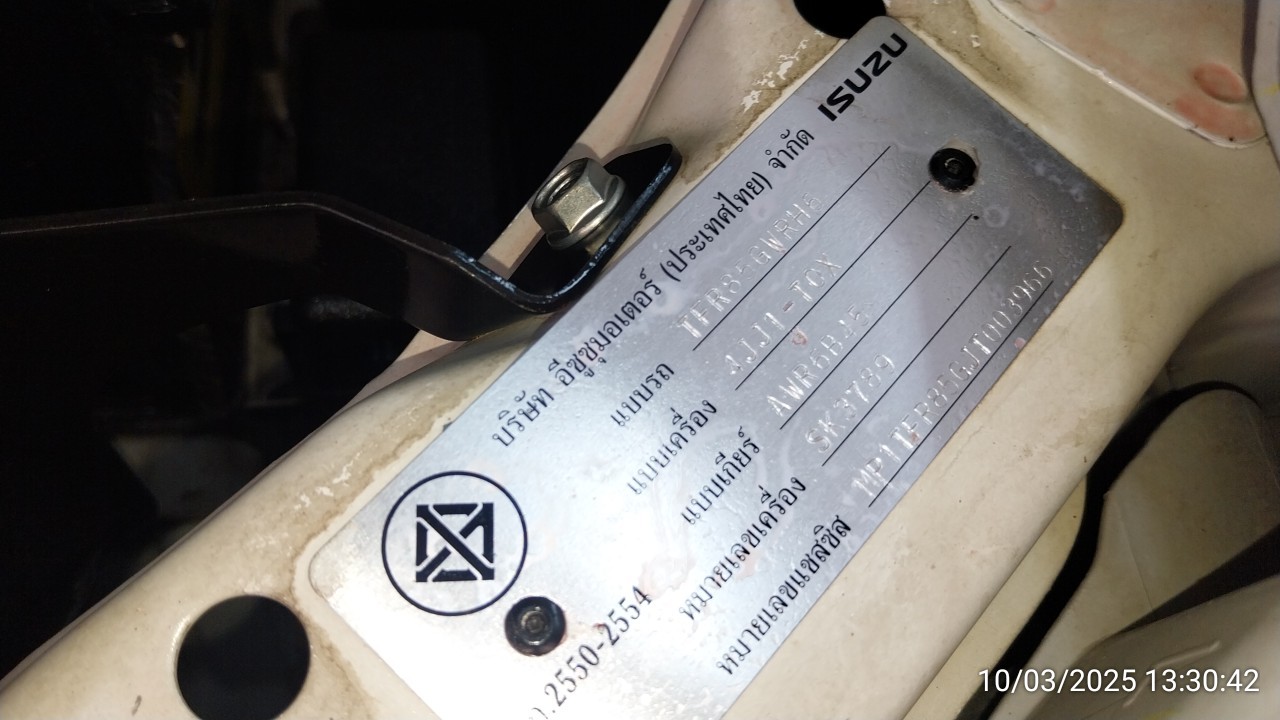 ISUZU
บริษัท อีซูซุมอเตอร์ (ประเทศไทย) จำกัด
แบบรถ TFR85GWRH6
แบบเครื่อง 4JJ1-TCX
แบบเกียร์ AWR6B45
หมายเลขเครื่อง SK3789
หมายเลขแชสซิส MP1TFR85GJT003966
2550-2554
10/03/2025 13:30:42